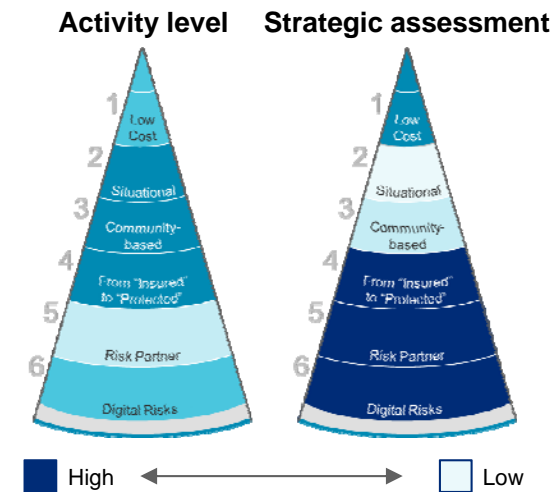 Activity level
Strategic assessment
1
Low
Cost
2
Situational
3
Community-
based
4
From "Insured"
to "Protected"
5
Risk Partner
6
Digital Risks
1
Low
Cost
2
Situational
3
Community-
based
4
From "Insured"
to "Protected"
5
Risk Partner
6
Digital Risks
High
Low